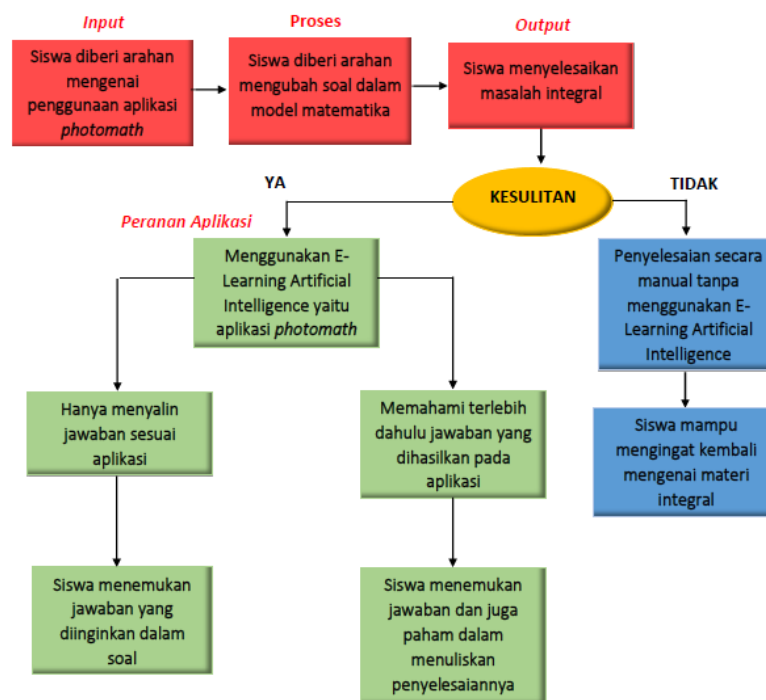 Input
Proses
Output
Siswa diberi arahan
mengenai
penggunaan aplikasi
photomath
Siswa diberi arahan
mengubah soal dalam
model matematika
Siswa menyelesaikan
masalah integral
YA
KESULITAN
TIDAK
Peranan Aplikasi
Menggunakan E-
Learning Artificial
Intelligence yaitu
aplikasi photomath
Penyelesaian secara
manual tanpa
menggunakan E-
Learning Artificial
Intelligence
Hanya menyalin
jawaban sesuai
aplikasi
Memahami terlebih
dahulu jawaban yang
dihasilkan pada
aplikasi
Siswa mampu
mengingat kembali
mengenai materi
integral
Siswa menemukan
jawaban yang
diinginkan dalam
soal
Siswa menemukan
jawaban dan juga
paham dalam
menuliskan
penyelesaiannya